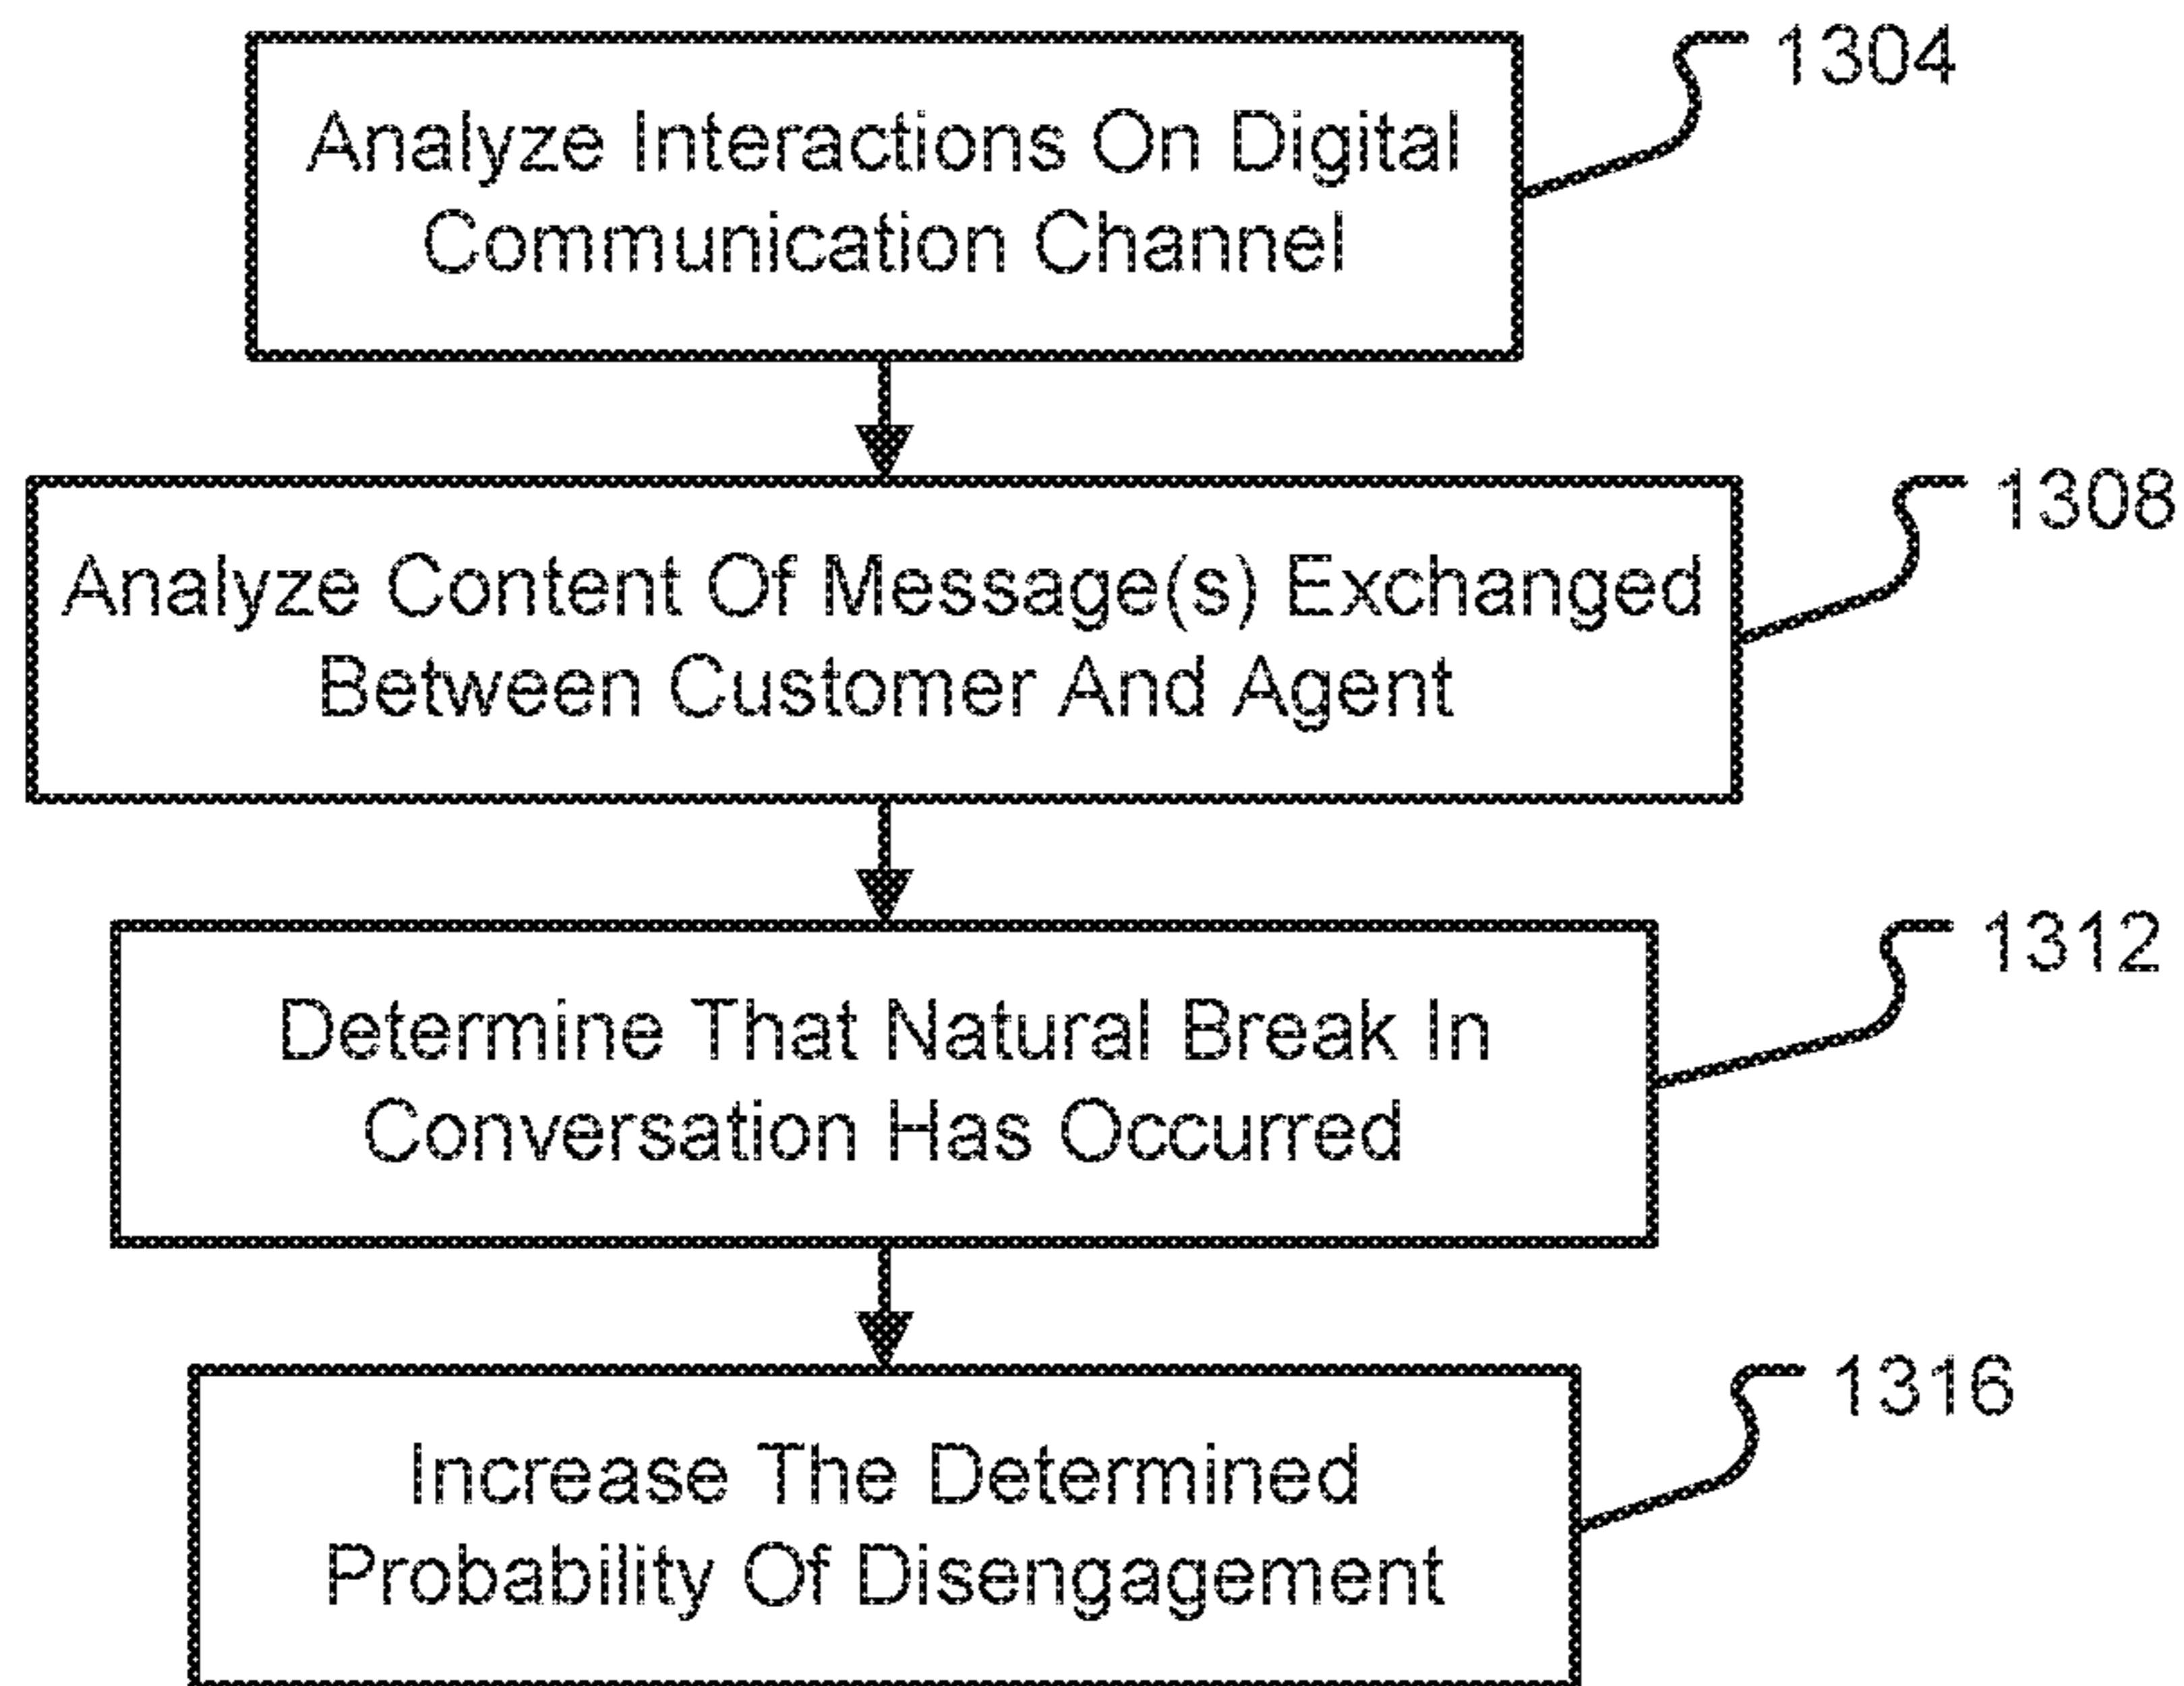 1304
Analyze Interactions On Digital
Communication Channel
1308
Analyze Content Of Message(s) Exchanged
Between Customer And Agent
1312
Determine That Natural Break In
Conversation Has Occurred
1316
Increase The Determined
Probability Of Disengagement